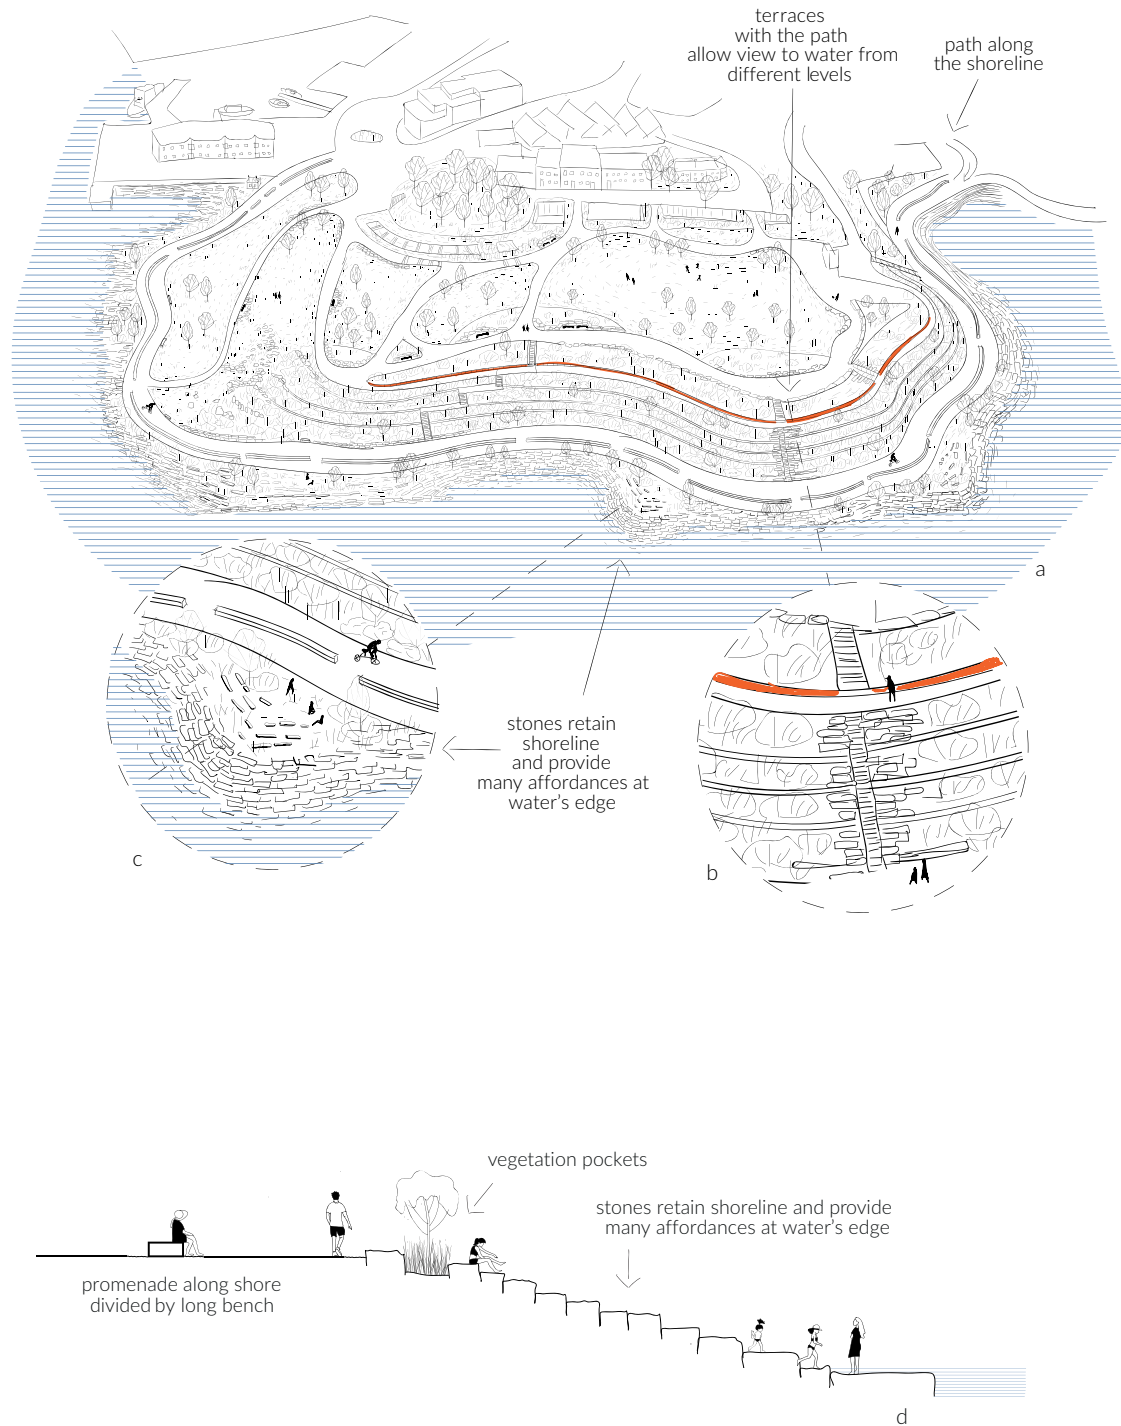 terraces
with the path
allow view to water from
different levels
path along
the shoreline
a
stones retain
shoreline
and provide
many affordances at
water's edge
c
b
vegetation pockets
stones retain shoreline and provide
many affordances at water's edge
promenade along shore
divided by long bench
d